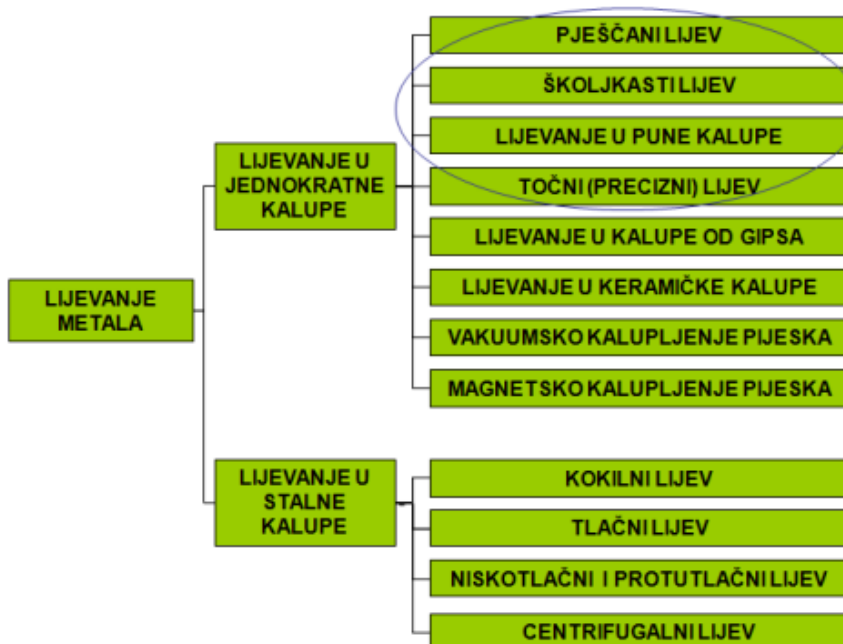 LIJEVANJE
METALA
LIJEVANJE U
JEDNOKRATNE
KALUPE
PJEŠČANI LIJEV
ŠKOLJKASTI LIJEV
LIJEVANJE U PUNE KALUPE
TOČNI (PRECIZNI) LIJEV
LIJEVANJE U KALUPE OD GIPSA
LIJEVANJE U KERAMIČKE KALUPE
VAKUUMSKO KALUPLJENJE PIJESKA
MAGNETSKO KALUPLJENJE PIJESKA
LIJEVANJE U
STALNE
KALUPE
KOKILNI LIJEV
TLAČNI LIJEV
NISKOTLAČNI I PROTUTLAČNI LIJEV
CENTRIFUGALNI LIJEV